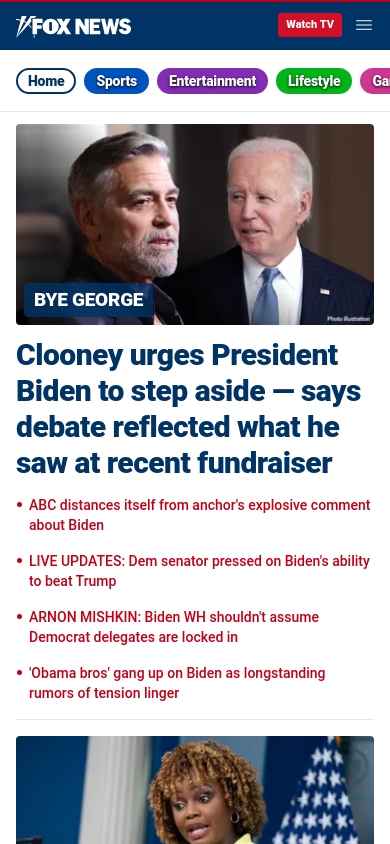 FOX NEWS
Watch TV
Home Sports Entertainment Lifestyle
BYE GEORGE
Photo illustration
Clooney urges President
Biden to step aside — says
debate reflected what he
saw at recent fundraiser
• ABC distances itself from anchor's explosive comment
about Biden
• LIVE UPDATES: Dem senator pressed on Biden's ability
to beat Trump
• ARNON MISHKIN: Biden WH shouldn't assume
Democrat delegates are locked in
• 'Obama bros' gang up on Biden as longstanding
rumors of tension linger